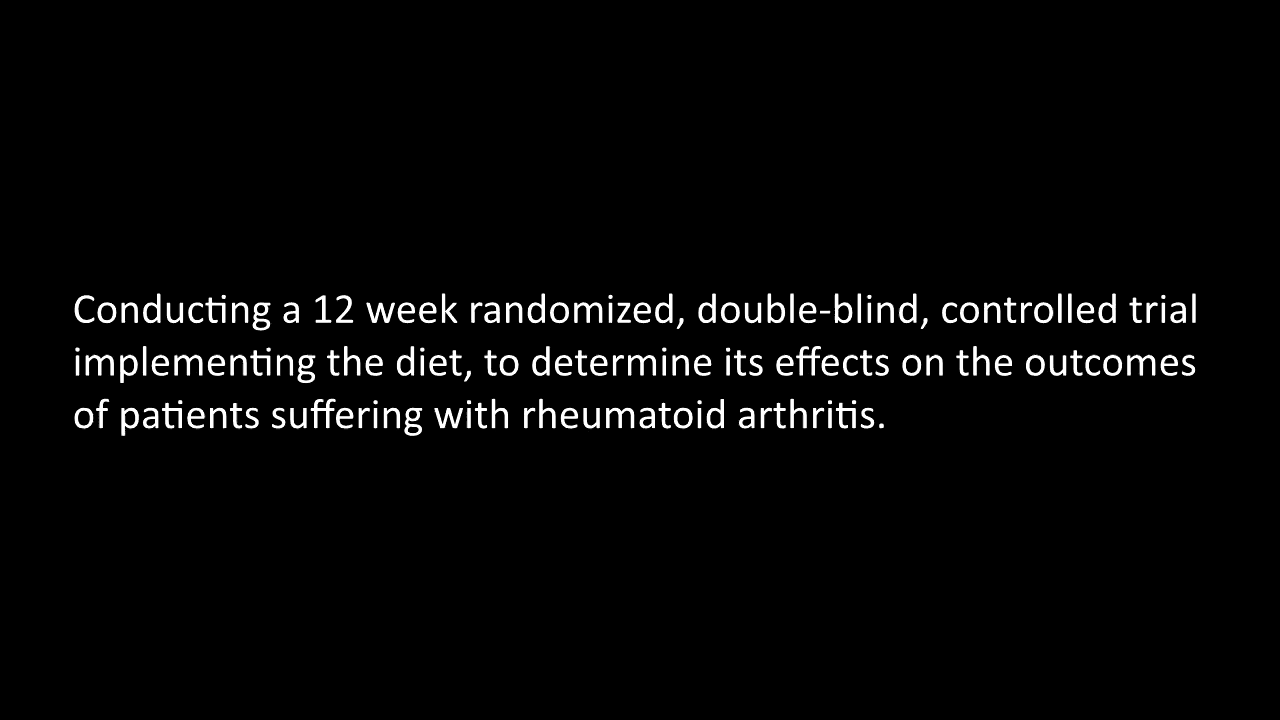 Conducting a 12 week randomized, double-blind, controlled trial
implementing the diet, to determine its effects on the outcomes
of patients suffering with rheumatoid arthritis.